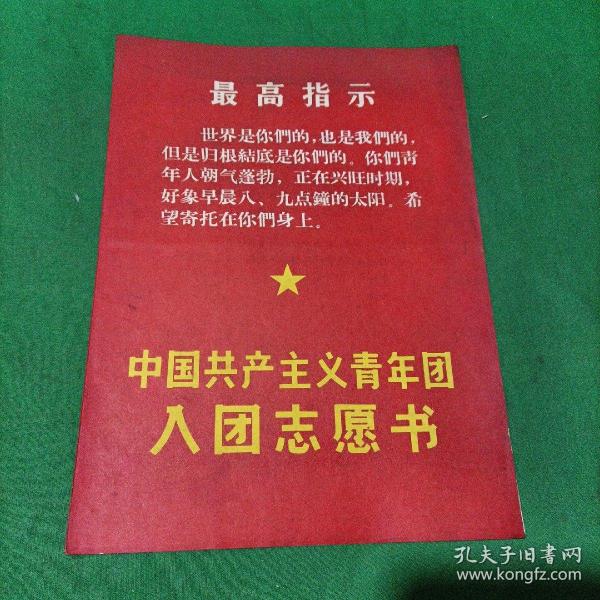 最高指示
世界是你們的，也是我們的，
但是归根結底是你們的。你們青
年人朝气蓬勃，正在兴旺时期，
好象早晨八、九点鐘的太阳。希
望寄托在你們身上。
中国共产主义青年团
入团志愿书
孔夫子旧書网
www.kongfz.com